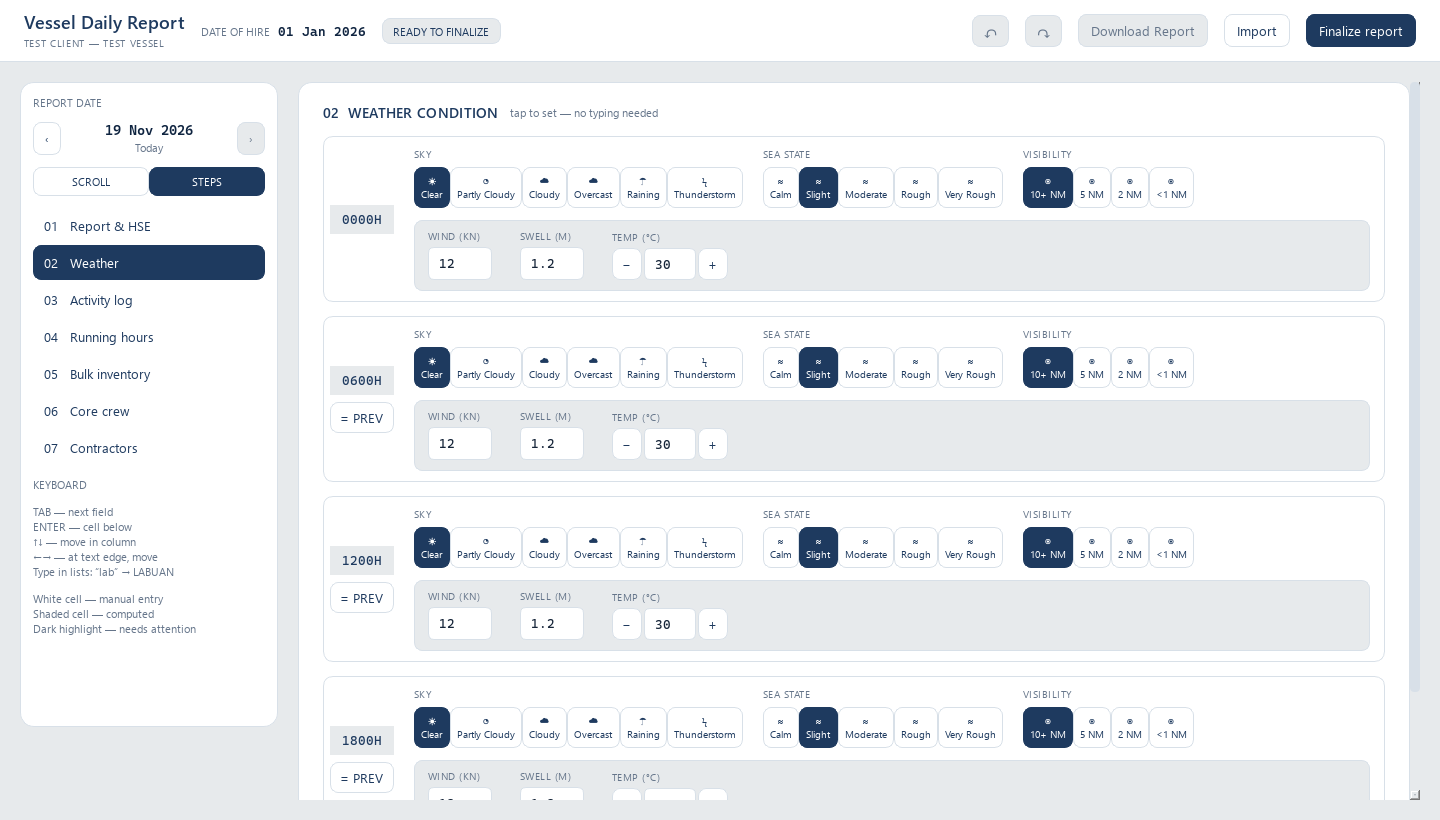 Vessel Daily Report
TEST CLIENT — TEST VESSEL
DATE OF HIRE 01 Jan 2026
READY TO FINALIZE
Download Report
Import
Finalize report
REPORT DATE
19 Nov 2026
Today
SCROLL
STEPS
01 Report & HSE
02 Weather
03 Activity log
04 Running hours
05 Bulk inventory
06 Core crew
07 Contractors
KEYBOARD
TAB — next field
ENTER — cell below
↑↓ — move in column
←→ — at text edge, move
Type in lists: “lab” → LABUAN
White cell — manual entry
Shaded cell — computed
Dark highlight — needs attention
02 WEATHER CONDITION tap to set — no typing needed
0000H
SKY
Clear Partly Cloudy Cloudy Overcast Raining Thunderstorm
SEA STATE
Calm Slight Moderate Rough Very Rough
VISIBILITY
10+ NM 5 NM 2 NM <1 NM
WIND (KN) SWELL (M) TEMP (°C)
12 1.2 − 30 +
0600H
= PREV
SKY
Clear Partly Cloudy Cloudy Overcast Raining Thunderstorm
SEA STATE
Calm Slight Moderate Rough Very Rough
VISIBILITY
10+ NM 5 NM 2 NM <1 NM
WIND (KN) SWELL (M) TEMP (°C)
12 1.2 − 30 +
1200H
= PREV
SKY
Clear Partly Cloudy Cloudy Overcast Raining Thunderstorm
SEA STATE
Calm Slight Moderate Rough Very Rough
VISIBILITY
10+ NM 5 NM 2 NM <1 NM
WIND (KN) SWELL (M) TEMP (°C)
12 1.2 − 30 +
1800H
= PREV
SKY
Clear Partly Cloudy Cloudy Overcast Raining Thunderstorm
SEA STATE
Calm Slight Moderate Rough Very Rough
VISIBILITY
10+ NM 5 NM 2 NM <1 NM
WIND (KN) SWELL (M) TEMP (°C)